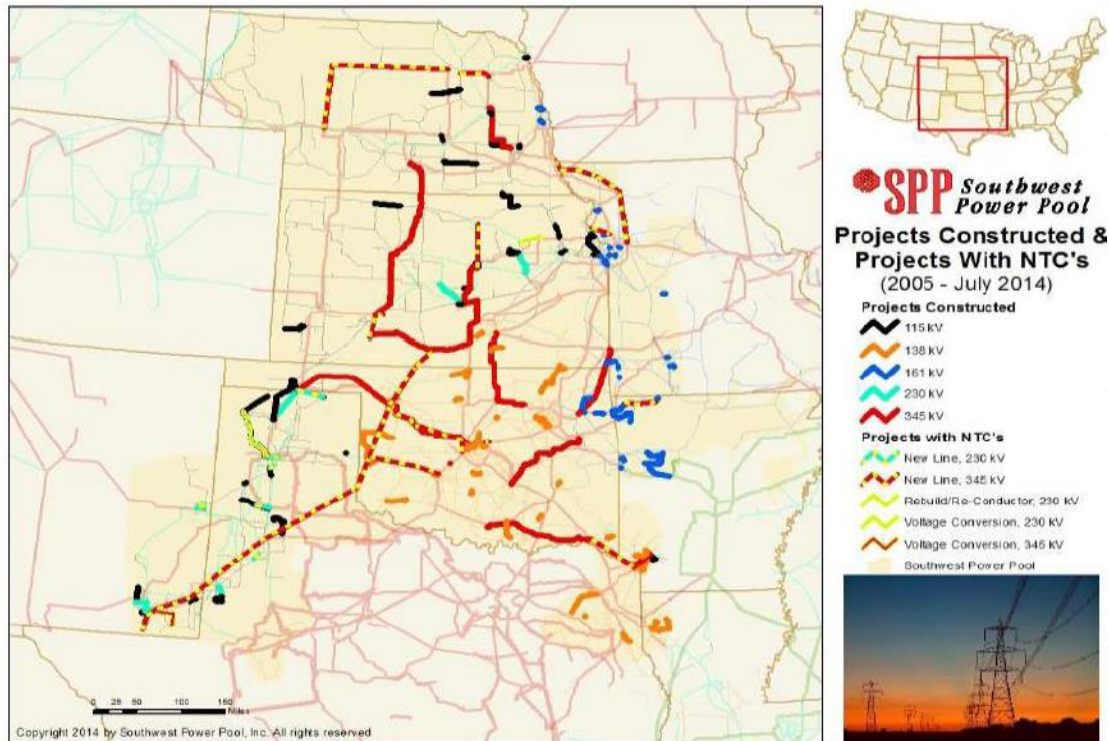 SPP Southwest
Power Pool
Projects Constructed &
Projects With NTC's
(2005 - July 2014)
Projects Constructed
115 kV
138 kV
161 kV
230 kV
345 kV
Projects with NTC's
New Line, 230 kV
New Line, 345 kV
Rebuild/Re-Conductor, 230 kV
Voltage Conversion, 230 kV
Voltage Conversion, 345 kV
Southwest Power Pool
0 25 50 100 150
Miles
Copyright 2014 by Southwest Power Pool, Inc. All rights reserved